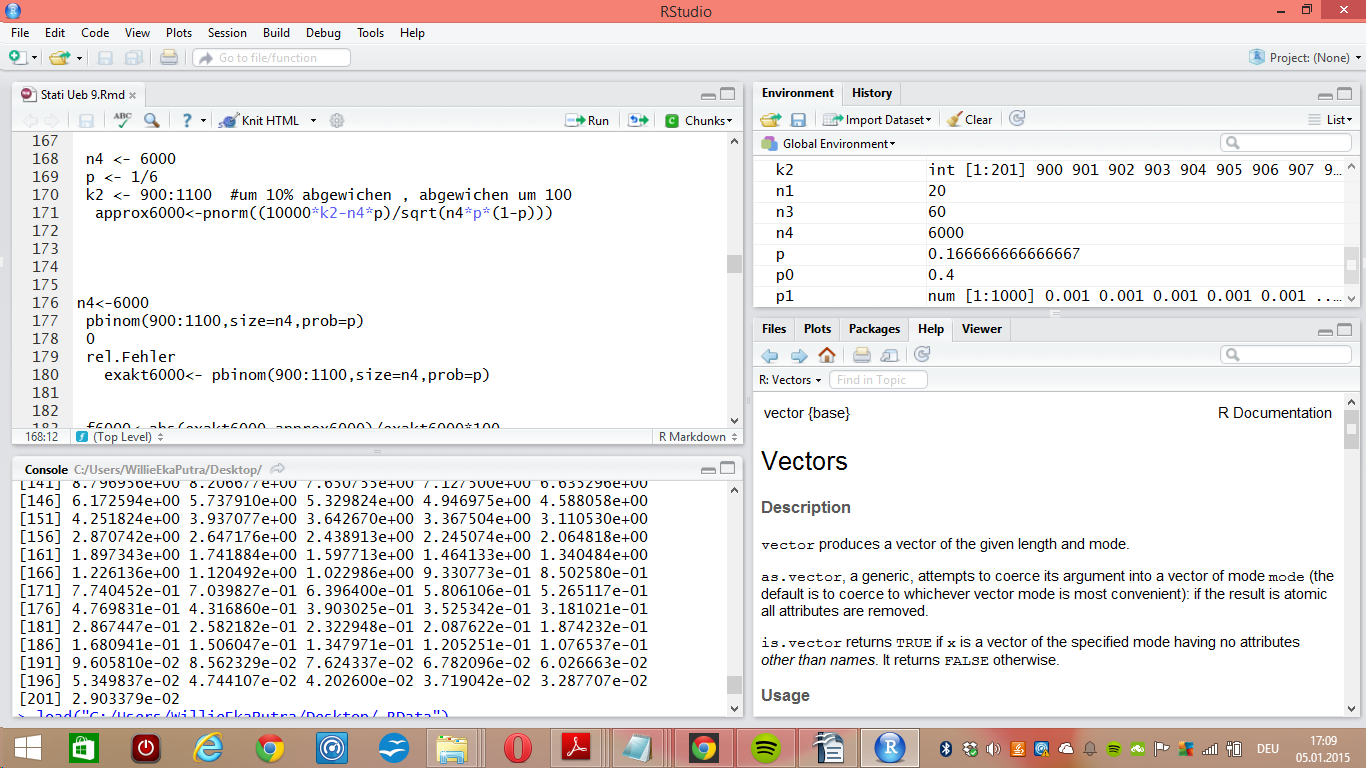 RStudio
File Edit Code View Plots Session Build Debug Tools Help
Go to file/function
Project: (None)
Stati Ueb 9.Rmd
ABC
Knit HTML
Run
Chunks
167
168 n4 <- 6000
169 p <- 1/6
170 k2 <- 900:1100 #um 10% abgewichen , abgewichen um 100
171 approx6000<-pnorm((10000*k2-n4*p)/sqrt(n4*p*(1-p)))
172
173
174
175
176 n4<-6000
177 pbinom(900:1100,size=n4,prob=p)
178 0
179 rel.Fehler
180 exakt6000<- pbinom(900:1100,size=n4,prob=p)
181
182
183 f6000<-abs(exakt6000-approx6000)/exakt6000*100
168:12 (Top Level) R Markdown
Console C:/Users/WillieEkaPutra/Desktop/
[141] 8.796956e+00 8.206677e+00 7.650755e+00 7.127500e+00 6.635296e+00
[146] 6.172594e+00 5.737910e+00 5.329824e+00 4.946975e+00 4.588058e+00
[151] 4.251824e+00 3.937077e+00 3.642670e+00 3.367504e+00 3.110530e+00
[156] 2.870742e+00 2.647176e+00 2.438913e+00 2.245074e+00 2.064818e+00
[161] 1.897343e+00 1.741884e+00 1.597713e+00 1.464133e+00 1.340484e+00
[166] 1.226136e+00 1.120492e+00 1.022986e+00 9.330773e-01 8.502580e-01
[171] 7.740452e-01 7.039827e-01 6.396400e-01 5.806106e-01 5.265117e-01
[176] 4.769831e-01 4.316860e-01 3.903025e-01 3.525342e-01 3.181021e-01
[181] 2.867447e-01 2.582182e-01 2.322948e-01 2.087622e-01 1.874232e-01
[186] 1.680941e-01 1.506047e-01 1.347971e-01 1.205251e-01 1.076537e-01
[191] 9.605810e-02 8.562329e-02 7.624337e-02 6.782096e-02 6.026663e-02
[196] 5.349837e-02 4.744107e-02 4.202600e-02 3.719042e-02 3.287707e-02
[201] 2.903379e-02
> load("C:/Users/WillieEkaPutra/Desktop/.RData")
Environment History
Import Dataset Clear List
Global Environment
k2 int [1:201] 900 901 902 903 904 905 906 907 9...
n1 20
n3 60
n4 6000
p 0.166666666666667
p0 0.4
p1 num [1:1000] 0.001 0.001 0.001 0.001 0.001 ...
Files Plots Packages Help Viewer
R: Vectors Find in Topic
vector {base} R Documentation
Vectors
Description
vector produces a vector of the given length and mode.
as.vector, a generic, attempts to coerce its argument into a vector of mode mode (the
default is to coerce to whichever vector mode is most convenient): if the result is atomic
all attributes are removed.
is.vector returns TRUE if x is a vector of the specified mode having no attributes
other than names. It returns FALSE otherwise.
Usage
DEU
17:09
05.01.2015